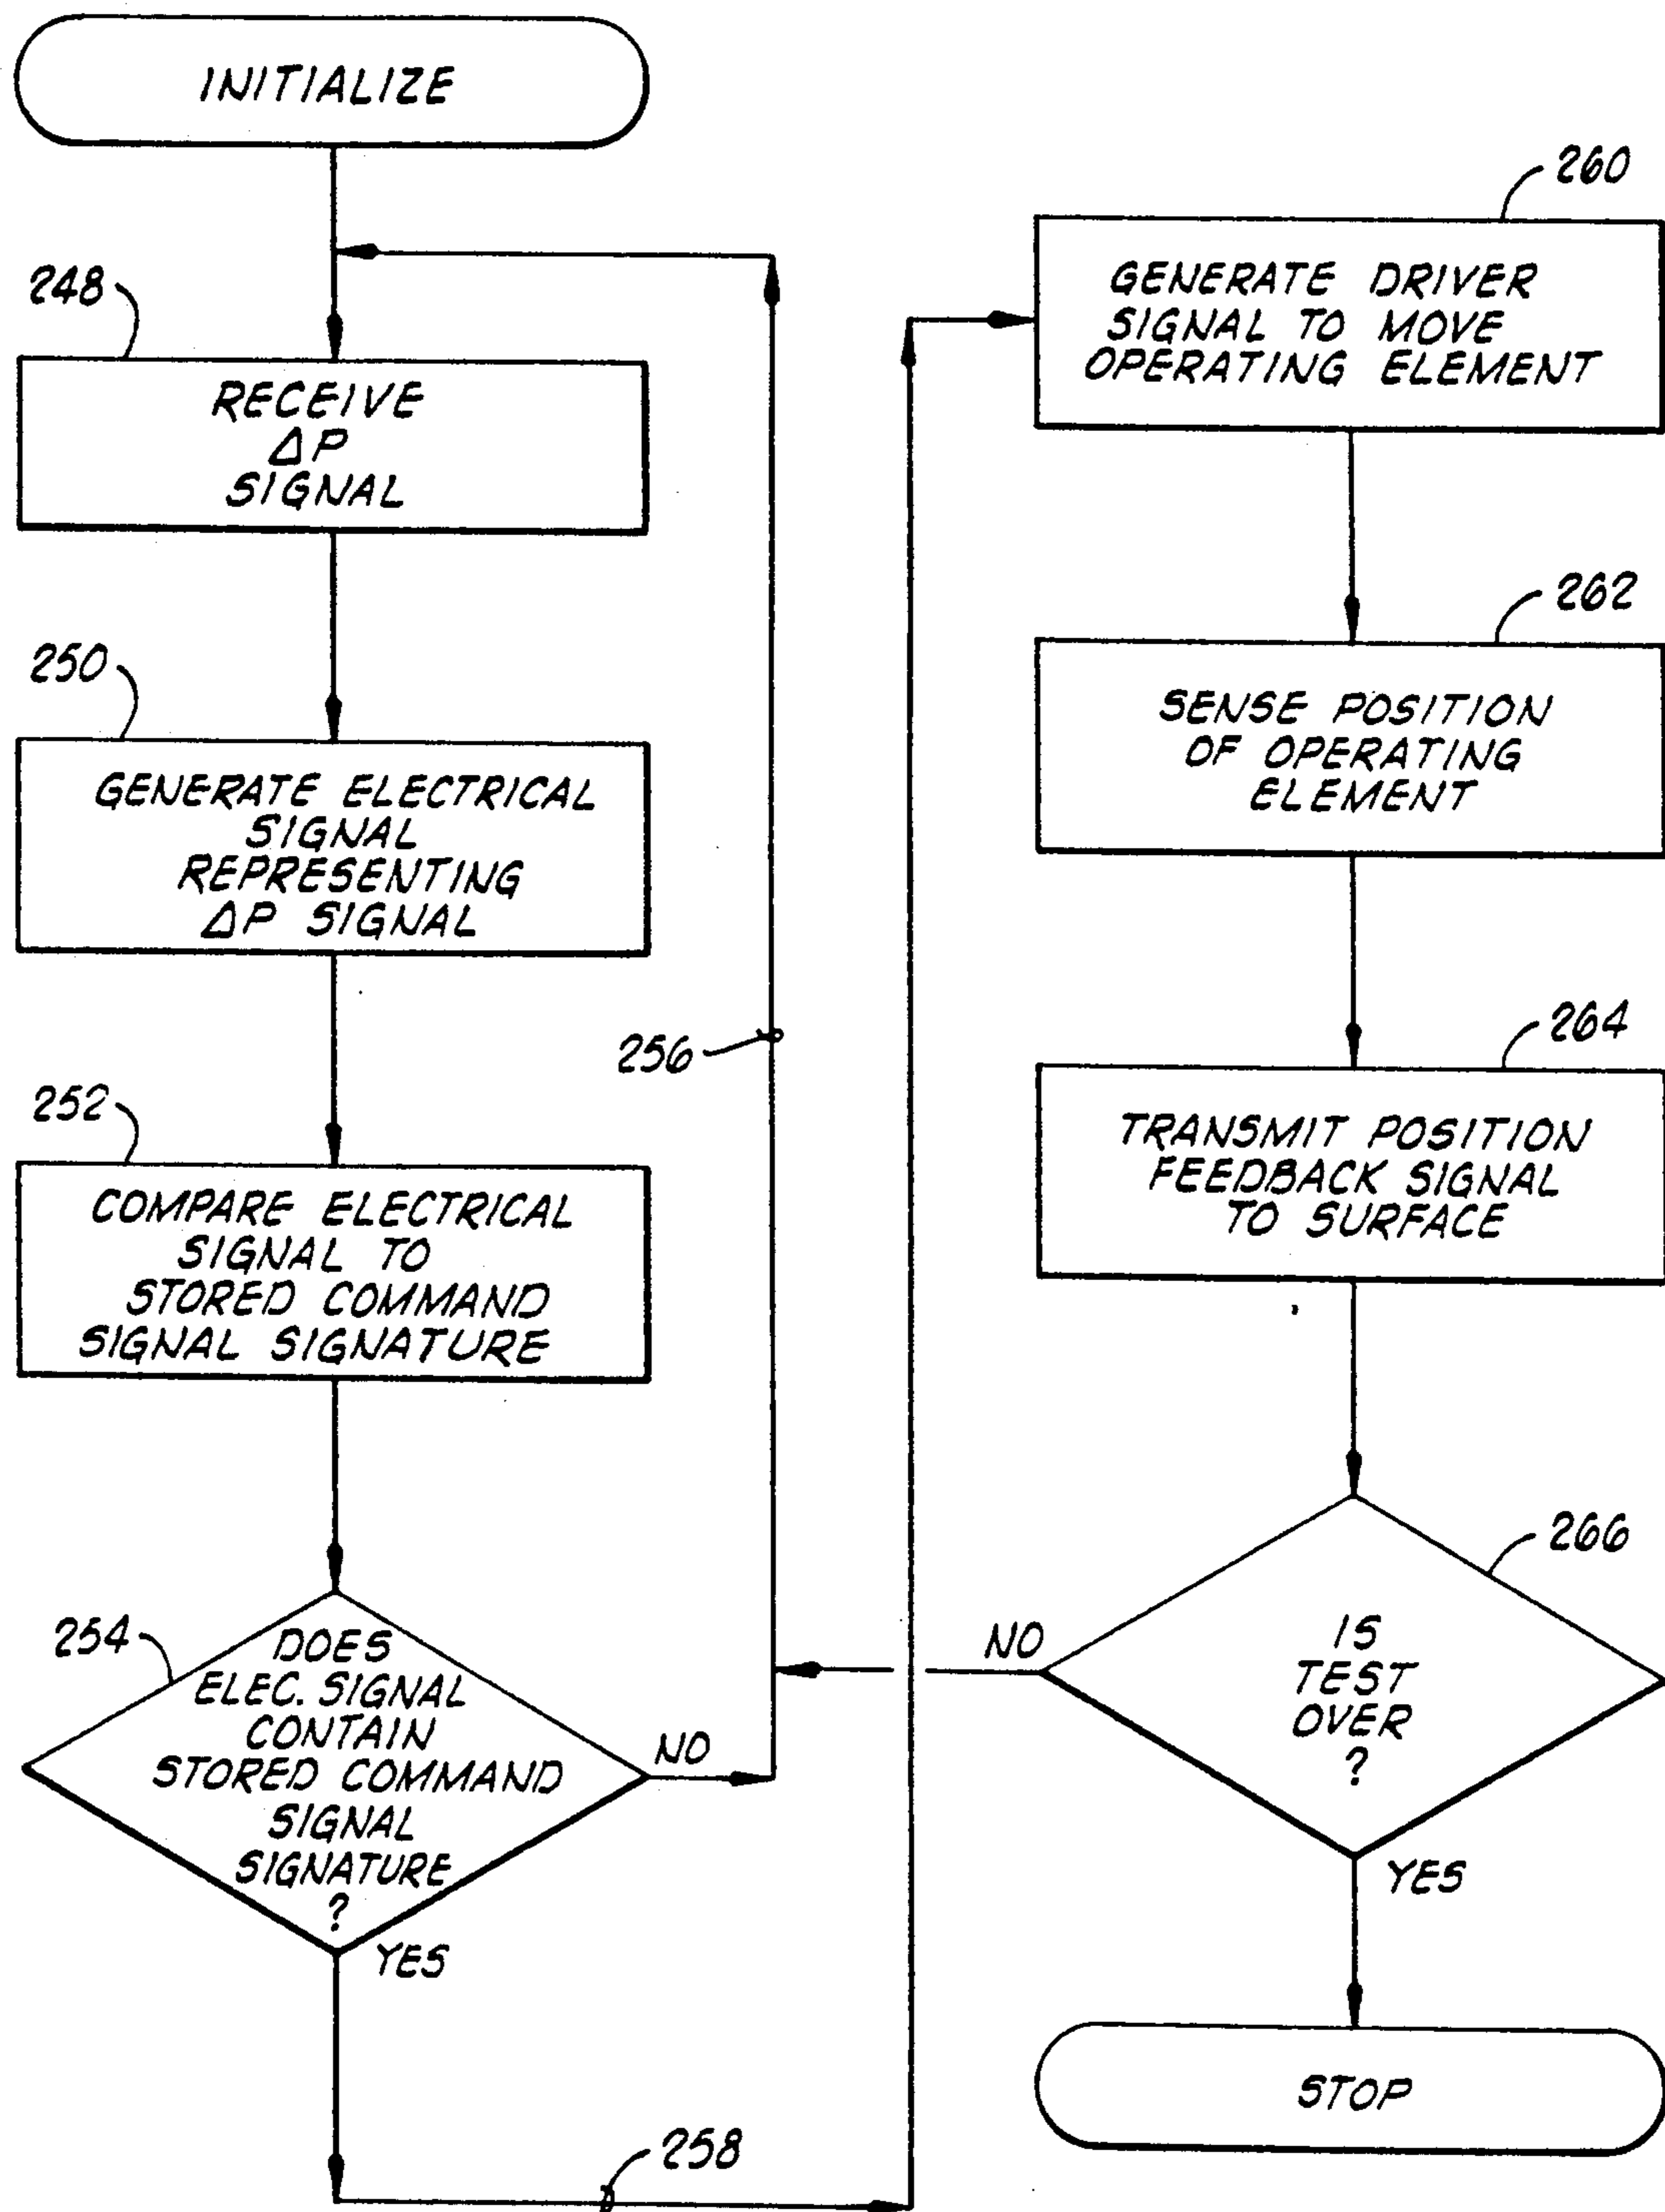 INITIALIZE
248
RECEIVE
ΔP
SIGNAL
250
GENERATE ELECTRICAL
SIGNAL
REPRESENTING
ΔP SIGNAL
252
COMPARE ELECTRICAL
SIGNAL TO
STORED COMMAND
SIGNAL SIGNATURE
254
DOES
ELEC. SIGNAL
CONTAIN
STORED COMMAND
SIGNAL
SIGNATURE
?
NO
YES
256
258
260
GENERATE DRIVER
SIGNAL TO MOVE
OPERATING ELEMENT
262
SENSE POSITION
OF OPERATING
ELEMENT
264
TRANSMIT POSITION
FEEDBACK SIGNAL
TO SURFACE
266
IS
TEST
OVER
?
NO
YES
STOP